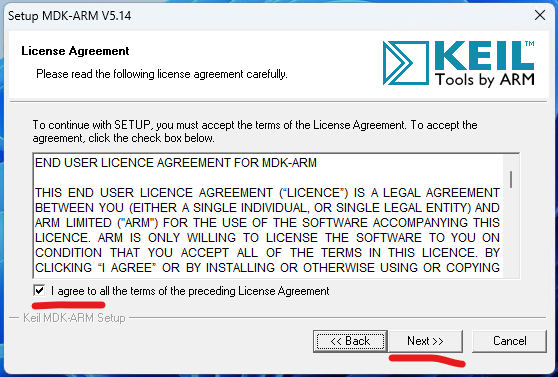 Setup MDK-ARM V5.14
License Agreement
Please read the following license agreement carefully.
KEIL™
Tools by ARM
To continue with SETUP, you must accept the terms of the License Agreement. To accept the
agreement, click the check box below.
END USER LICENCE AGREEMENT FOR MDK-ARM
THIS END USER LICENCE AGREEMENT (“LICENCE”) IS A LEGAL AGREEMENT
BETWEEN YOU (EITHER A SINGLE INDIVIDUAL, OR SINGLE LEGAL ENTITY) AND
ARM LIMITED ("ARM") FOR THE USE OF THE SOFTWARE ACCOMPANYING THIS
LICENCE. ARM IS ONLY WILLING TO LICENSE THE SOFTWARE TO YOU ON
CONDITION THAT YOU ACCEPT ALL OF THE TERMS IN THIS LICENCE. BY
CLICKING “I AGREE” OR BY INSTALLING OR OTHERWISE USING OR COPYING
I agree to all the terms of the preceding License Agreement
Keil MDK-ARM Setup
<< Back
Next >>
Cancel